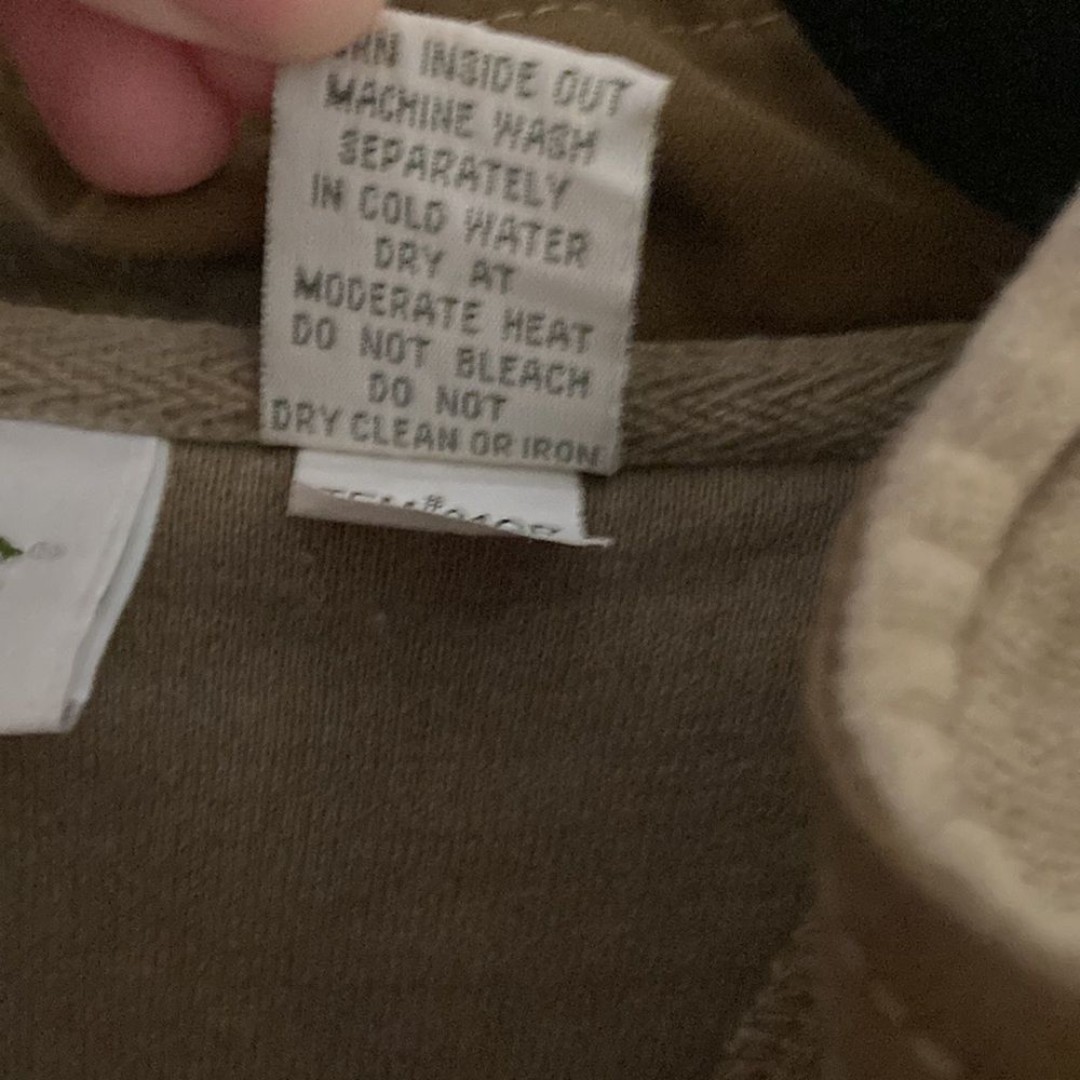 INSIDE OUT
MACHINE WASH
SEPARATELY
IN COLD WATER
DRY AT
MODERATE HEAT
DO NOT BLEACH
DO NOT
DRY CLEAN OR IRON